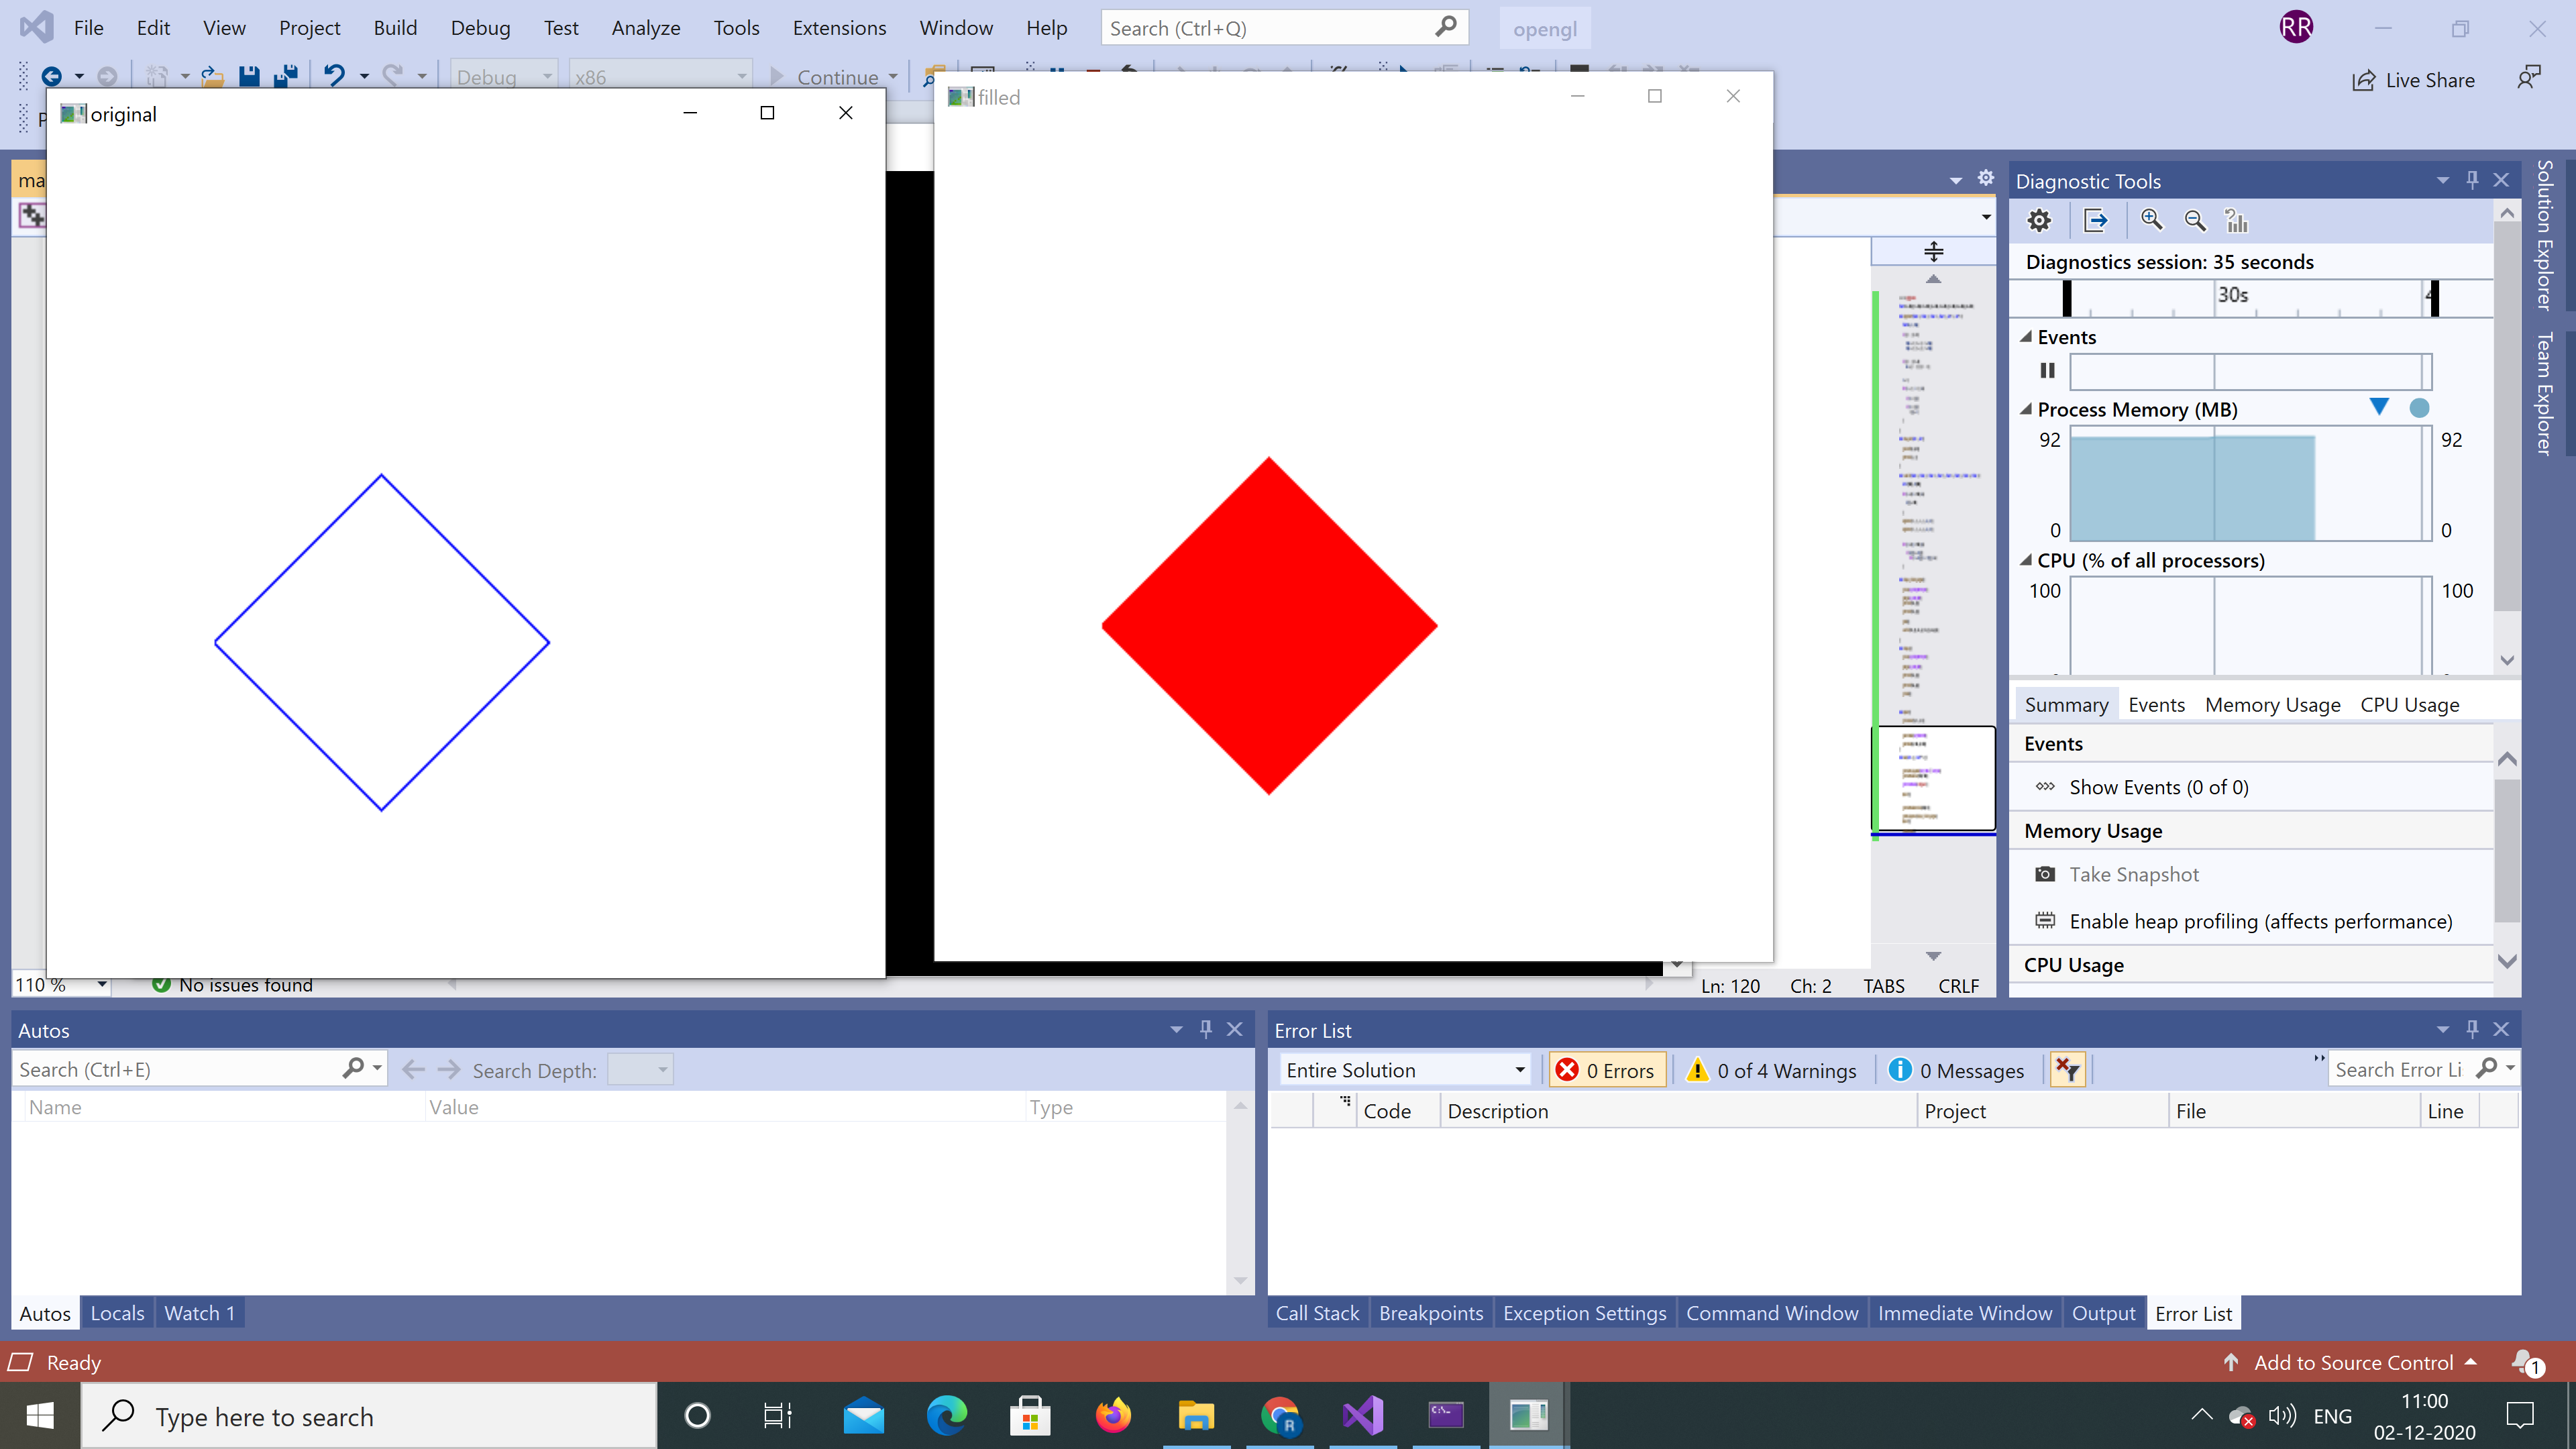 File Edit View Project Build Debug Test Analyze Tools Extensions Window Help Search (Ctrl+Q) opengl RR
Debug x86 Continue Live Share
original
filled
ma
Diagnostic Tools
Diagnostics session: 35 seconds
30s
Events
Process Memory (MB)
92 92
0 0
CPU (% of all processors)
100 100
Summary Events Memory Usage CPU Usage
Events
Show Events (0 of 0)
Memory Usage
Take Snapshot
Enable heap profiling (affects performance)
CPU Usage
Solution Explorer
Team Explorer
110 % No issues found Ln: 120 Ch: 2 TABS CRLF
Autos
Search (Ctrl+E) Search Depth:
Name Value Type
Autos Locals Watch 1
Error List
Entire Solution 0 Errors 0 of 4 Warnings 0 Messages Search Error Li
Code Description Project File Line
Call Stack Breakpoints Exception Settings Command Window Immediate Window Output Error List
Ready Add to Source Control 1
Type here to search ENG 11:00
02-12-2020